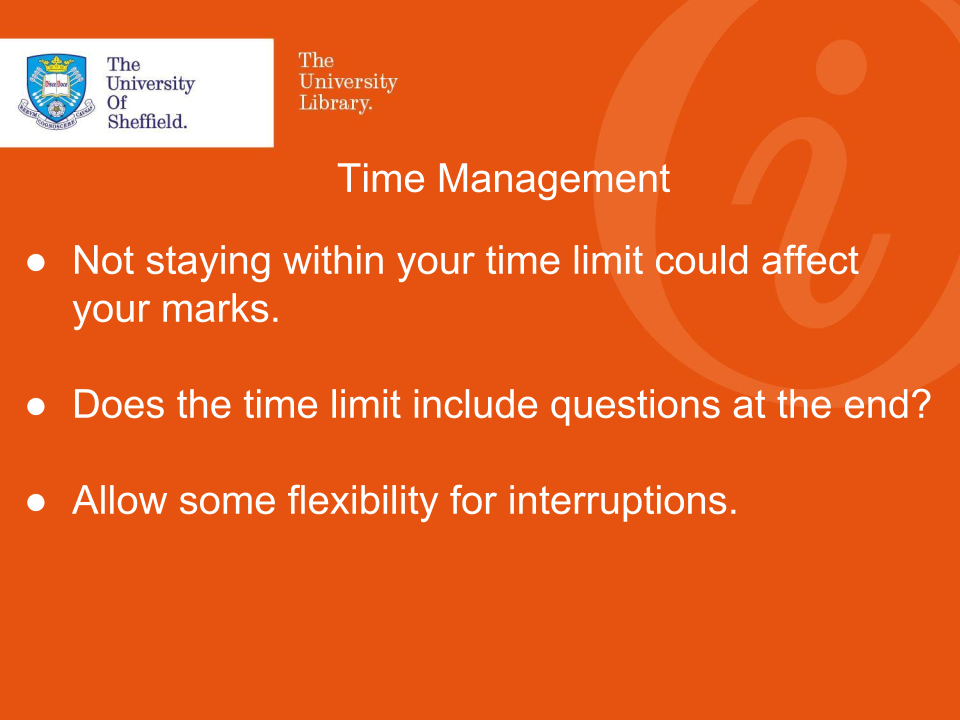 The
University
Of
Sheffield.
The
University
Library.
Time Management
● Not staying within your time limit could affect
your marks.
● Does the time limit include questions at the end?
● Allow some flexibility for interruptions.